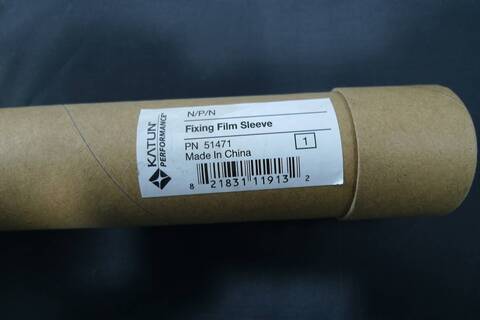 N/P/N
Fixing Film Sleeve
PN 51471
Made In China
1
8 21831 11913 2
KATUN®
PERFORMANCE®